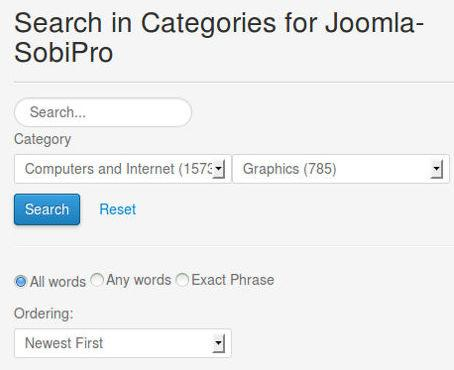 Search in Categories for Joomla-
SobiPro
Search...
Category
Computers and Internet (1573 Graphics (785)
Search Reset
All words Any words Exact Phrase
Ordering:
Newest First